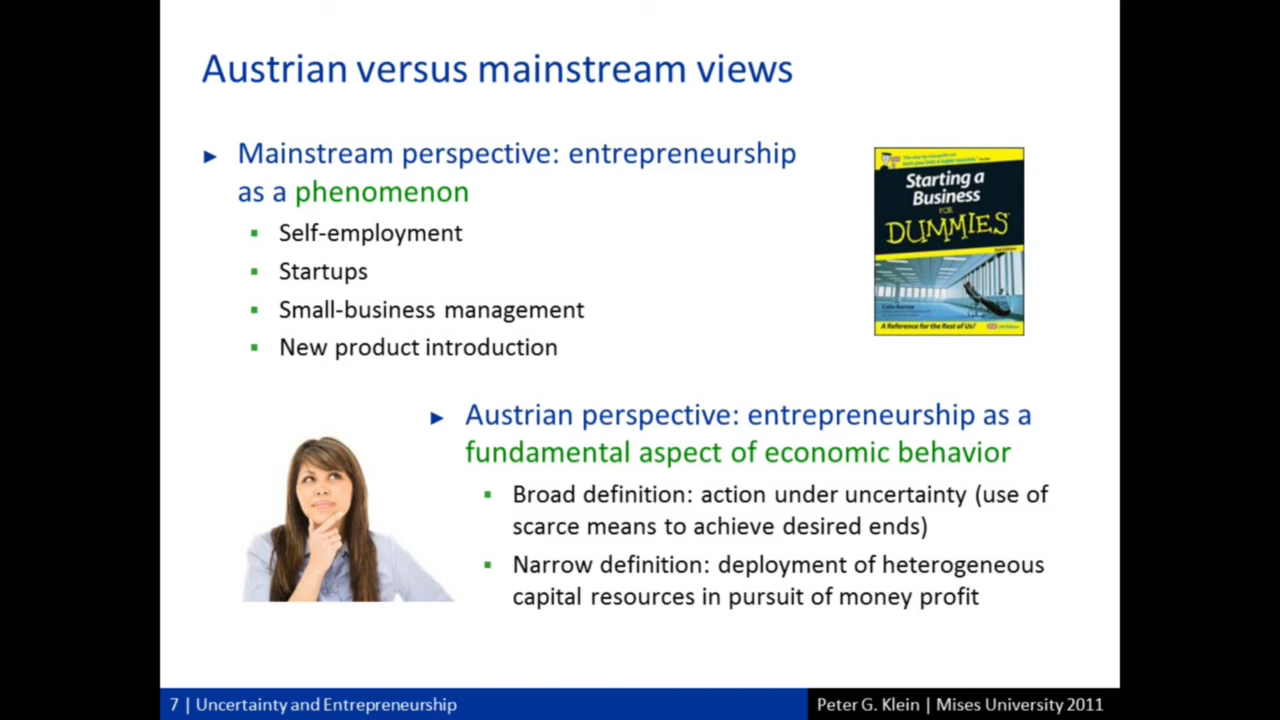 Austrian versus mainstream views
► Mainstream perspective: entrepreneurship
as a phenomenon
▪ Self-employment
▪ Startups
▪ Small-business management
▪ New product introduction
Starting a
Business
FOR
DUMMIES
A Reference for the Rest of Us!
► Austrian perspective: entrepreneurship as a
fundamental aspect of economic behavior
▪ Broad definition: action under uncertainty (use of
scarce means to achieve desired ends)
▪ Narrow definition: deployment of heterogeneous
capital resources in pursuit of money profit
7 | Uncertainty and Entrepreneurship
Peter G. Klein | Mises University 2011